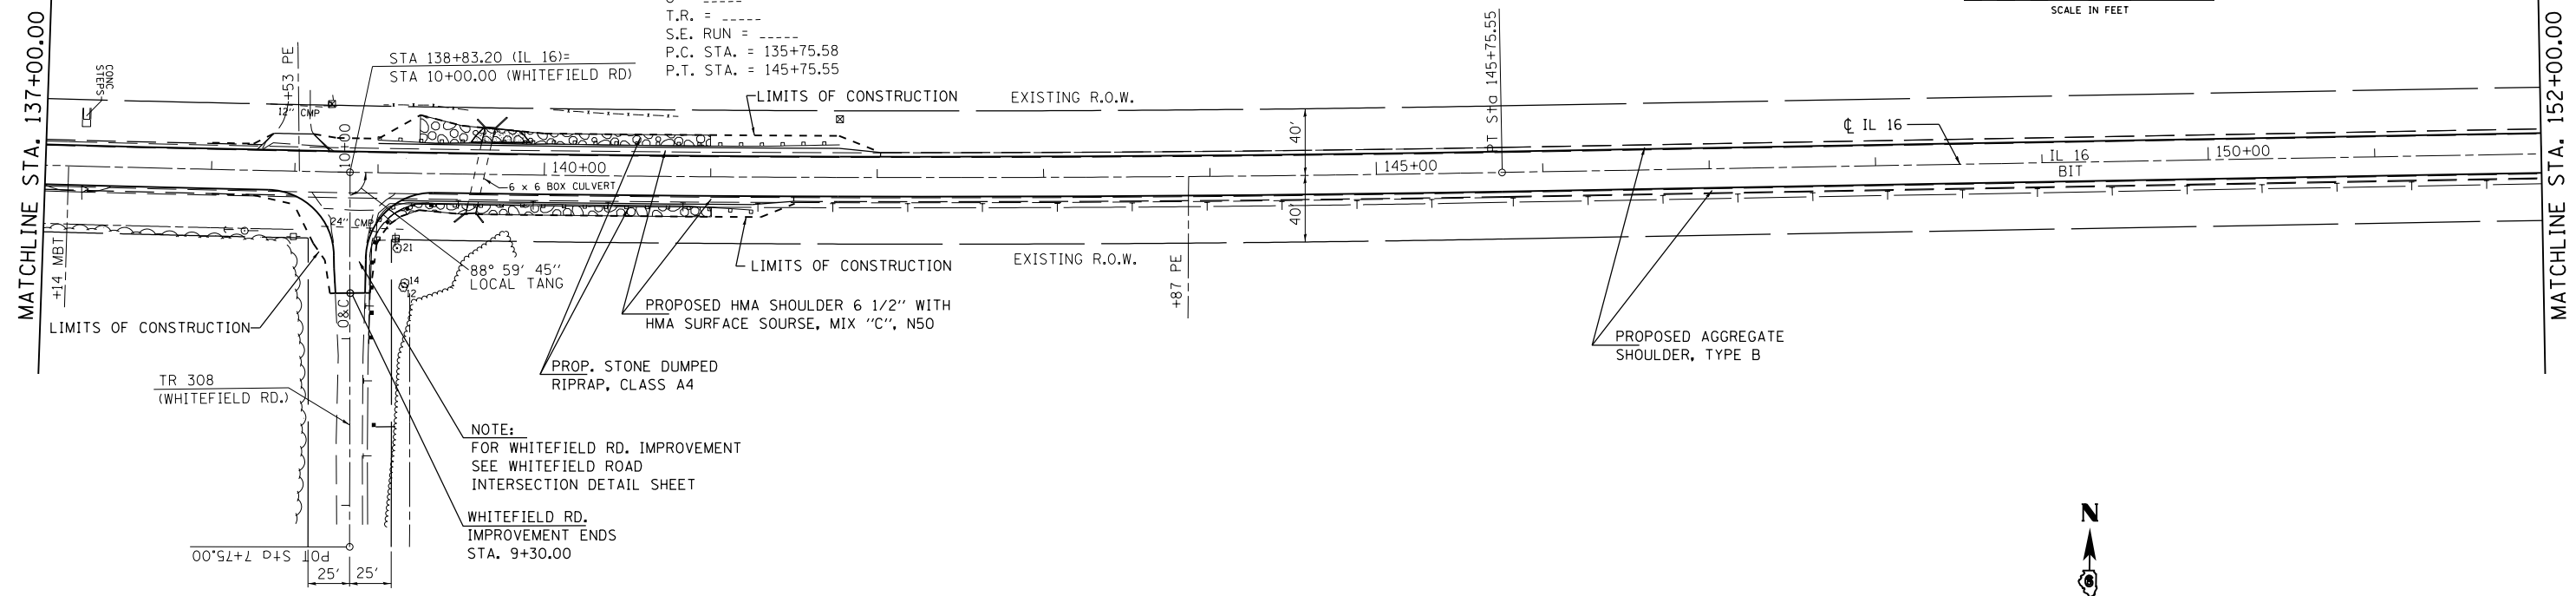 MATCHLINE STA. 137+00.00
CONC
STEPS
+53 PE
12" CMP
STA 138+83.20 (IL 16)=
STA 10+00.00 (WHITEFIELD RD)
T.R. = _____
S.E. RUN = _____
P.C. STA. = 135+75.58
P.T. STA. = 145+75.55
LIMITS OF CONSTRUCTION
EXISTING R.O.W.
40'
PT Sta 145+75.55
SCALE IN FEET
℄ IL 16
MATCHLINE STA. 152+00.00
10+00
140+00
145+00
IL 16
BIT
150+00
6 x 6 BOX CULVERT
24" CMP
40'
+14 MBT
21
14
12
88° 59' 45"
LOCAL TANG
LIMITS OF CONSTRUCTION
EXISTING R.O.W.
+87 PE
O&C
LIMITS OF CONSTRUCTION
PROPOSED HMA SHOULDER 6 1/2" WITH
HMA SURFACE SOURSE, MIX "C", N50
PROPOSED AGGREGATE
SHOULDER, TYPE B
PROP. STONE DUMPED
RIPRAP, CLASS A4
TR 308
(WHITEFIELD RD.)
NOTE:
FOR WHITEFIELD RD. IMPROVEMENT
SEE WHITEFIELD ROAD
INTERSECTION DETAIL SHEET
WHITEFIELD RD.
IMPROVEMENT ENDS
STA. 9+30.00
POT Sta 7+75.00
25'
25'
N